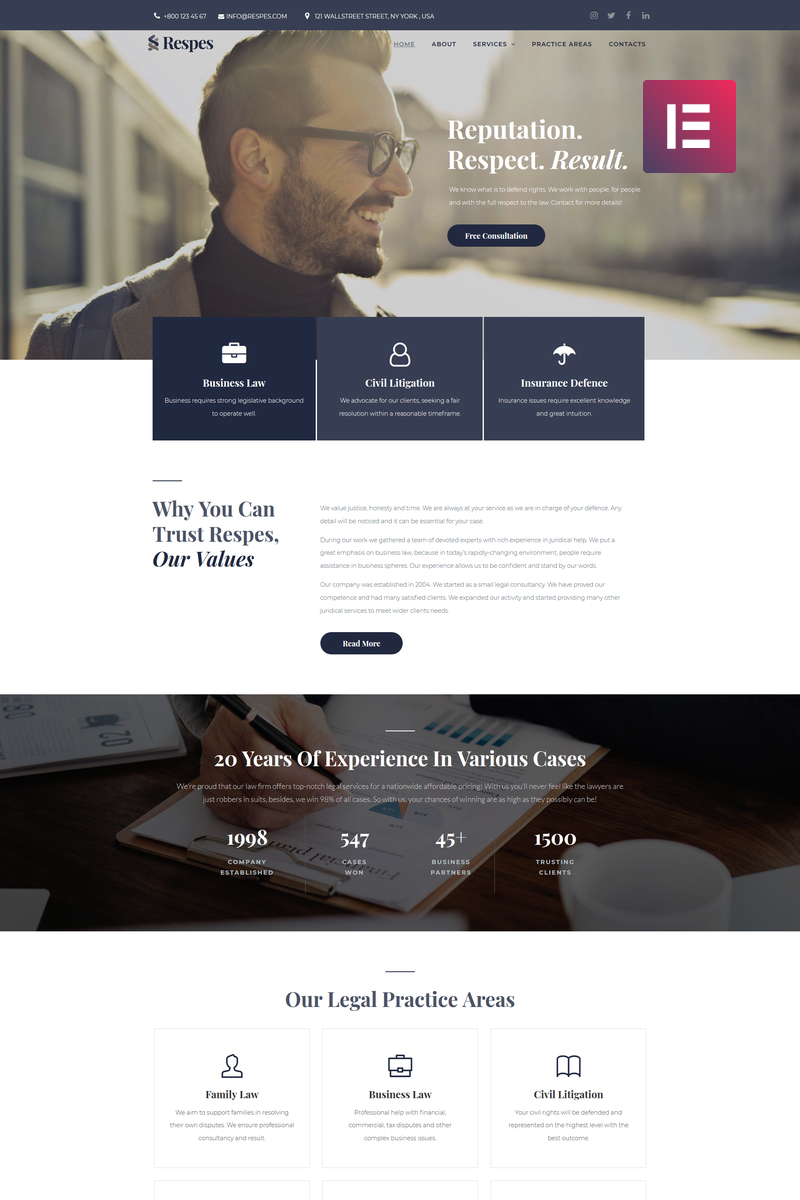 +800 123 45 67 INFO@RESPES.COM 121 WALLSTREET STREET, NY YORK , USA
Respes
HOME ABOUT SERVICES PRACTICE AREAS CONTACTS
Reputation.
Respect. Result.
We know what is to defend rights. We work with people, for people
and with the full respect to the law. Contact for more details!
Free Consultation
Business Law
Business requires strong legislative background
to operate well.
Civil Litigation
We advocate for our clients, seeking a fair
resolution within a reasonable timeframe.
Insurance Defence
Insurance issues require excellent knowledge
and great intuition.
Why You Can
Trust Respes,
Our Values
We value justice, honesty and time. We are always at your service as we are in charge of your defence. Any
detail will be noticed and it can be essential for your case.
During our work we gathered a team of devoted experts with rich experience in juridical help. We put a
great emphasis on business law, because in today's rapidly-changing environment, people require
assistance in business spheres. Our experience allows us to be confident and stand by our words.
Our company was established in 2004. We started as a small legal consultancy. We have proved our
competence and had many satisfied clients. We expanded our activity and started providing many other
juridical services to meet wider clients needs.
Read More
20 Years Of Experience In Various Cases
We're proud that our law firm offers top-notch legal services for a nationwide affordable pricing! With us you'll never feel like the lawyers are
just robbers in suits, besides, we win 98% of all cases. So with us, your chances of winning are as high as they possibly can be!
1998
COMPANY
ESTABLISHED
547
CASES
WON
45+
BUSINESS
PARTNERS
1500
TRUSTING
CLIENTS
Our Legal Practice Areas
Family Law
We aim to support families in resolving
their own disputes. We ensure professional
consultancy and result.
Business Law
Professional help with financial,
commercial, tax disputes and other
complex business issues.
Civil Litigation
Your civil rights will be defended and
represented on the highest level with the
best outcome.